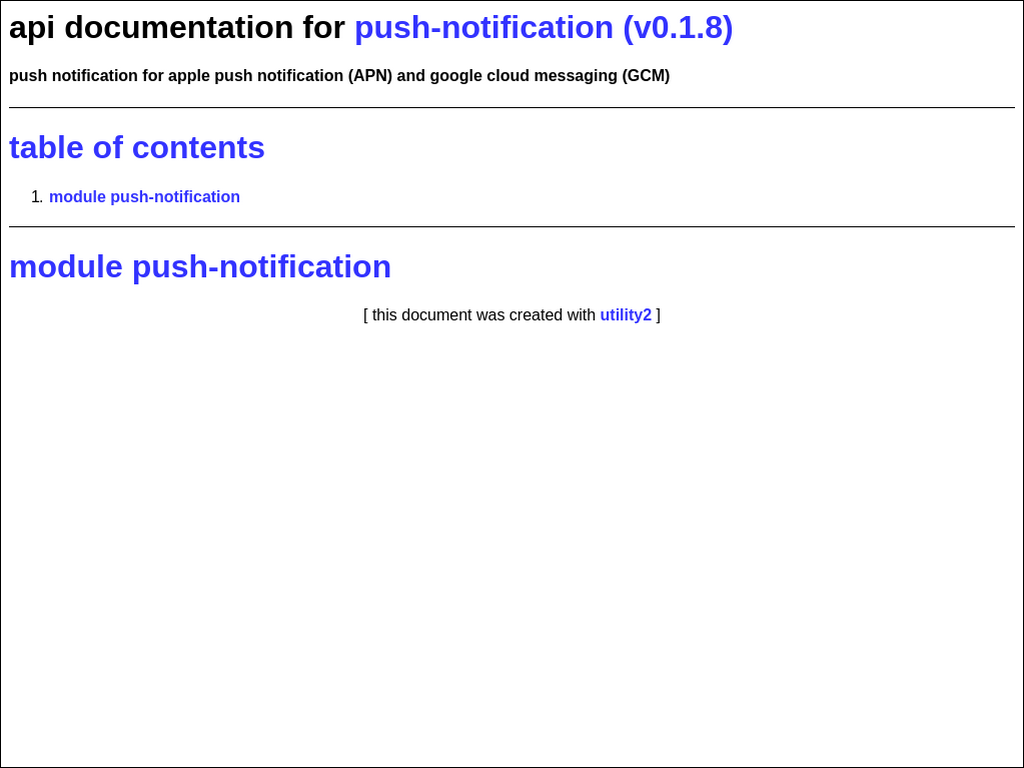 api documentation for push-notification (v0.1.8)
push notification for apple push notification (APN) and google cloud messaging (GCM)
table of contents
1. module push-notification
module push-notification
[ this document was created with utility2 ]